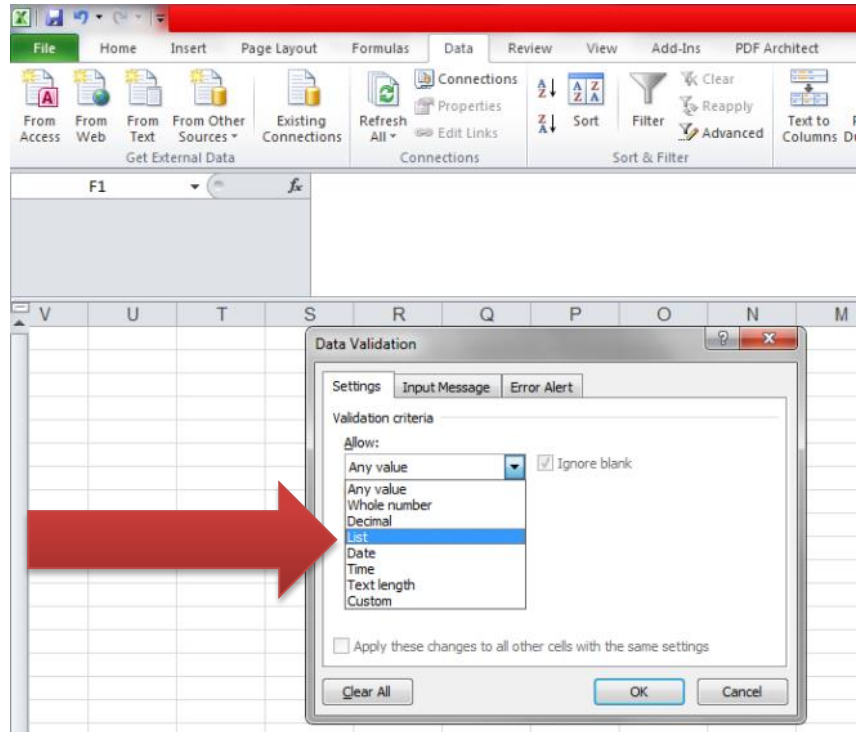 File Home Insert Page Layout Formulas Data Review View Add-Ins PDF Architect
From Access
From Web
From Text
From Other Sources
Existing Connections
Refresh All
Connections
Properties
Edit Links
Sort
Filter
Clear
Reapply
Advanced
Text to Columns
Get External Data Connections Sort & Filter
F1 fx
V U T S R Q P O N M
Data Validation
Settings Input Message Error Alert
Validation criteria
Allow:
Any value Ignore blank
Any value
Whole number
Decimal
List
Date
Time
Text length
Custom
Apply these changes to all other cells with the same settings
Clear All OK Cancel